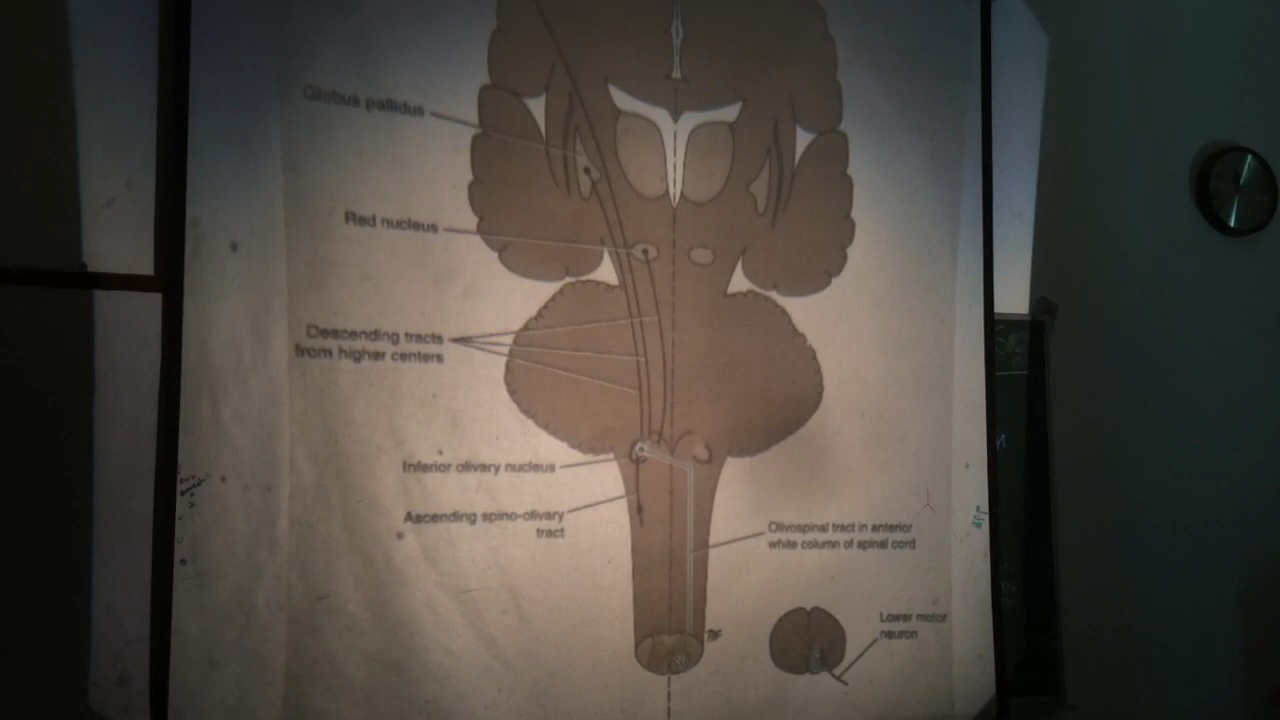 Globus pallidus
Red nucleus
Descending tracts
from higher centers
Inferior olivary nucleus
Ascending spino-olivary
tract
Olivospinal tract in anterior
white column of spinal cord
Lower motor
neuron